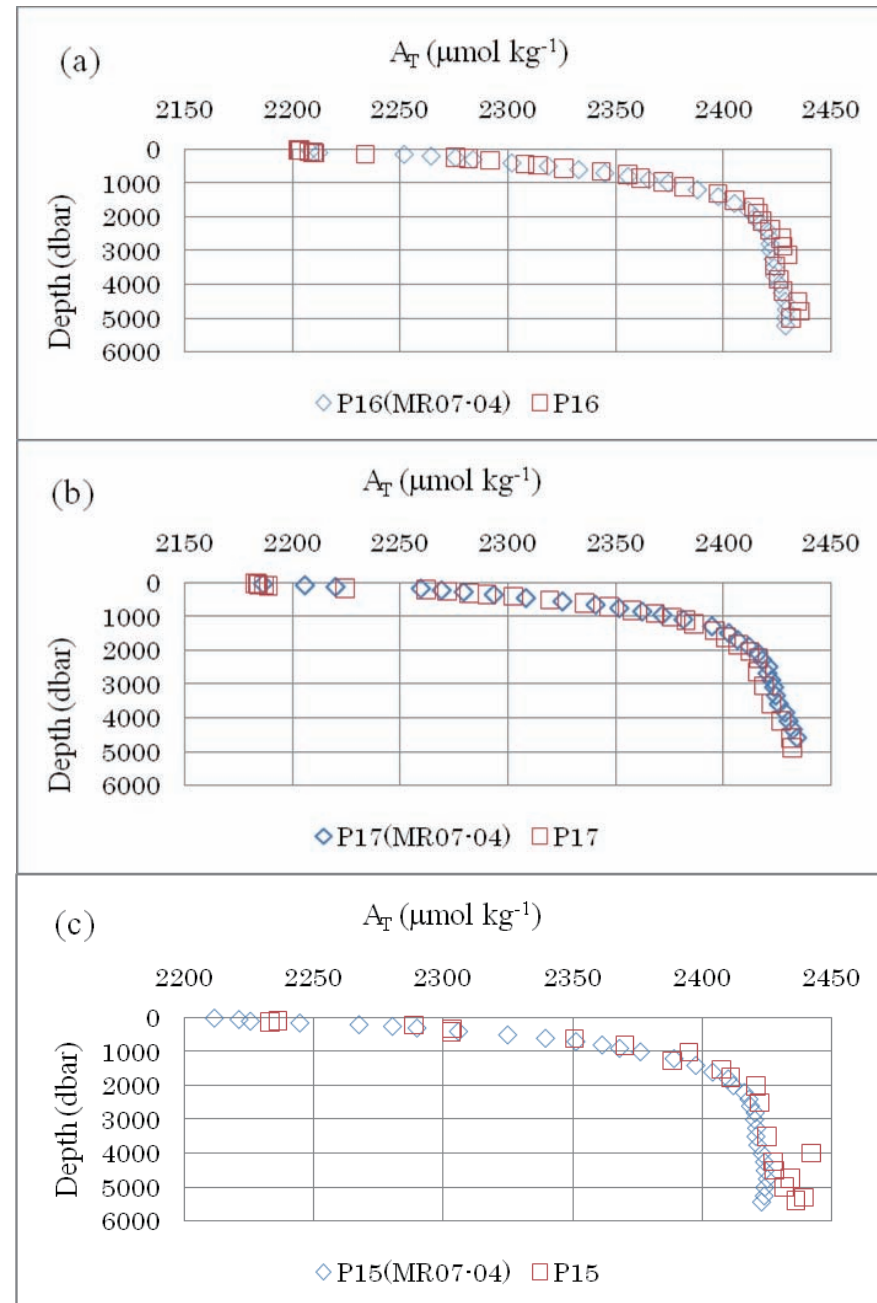 (a)
A_T (μmol kg⁻¹)
2150 2200 2250 2300 2350 2400 2450
Depth (dbar)
0
1000
2000
3000
4000
5000
6000
P16(MR07-04) P16
(b)
A_T (μmol kg⁻¹)
2150 2200 2250 2300 2350 2400 2450
Depth (dbar)
0
1000
2000
3000
4000
5000
6000
P17(MR07-04) P17
(c)
A_T (μmol kg⁻¹)
2200 2250 2300 2350 2400 2450
Depth (dbar)
0
1000
2000
3000
4000
5000
6000
P15(MR07-04) P15